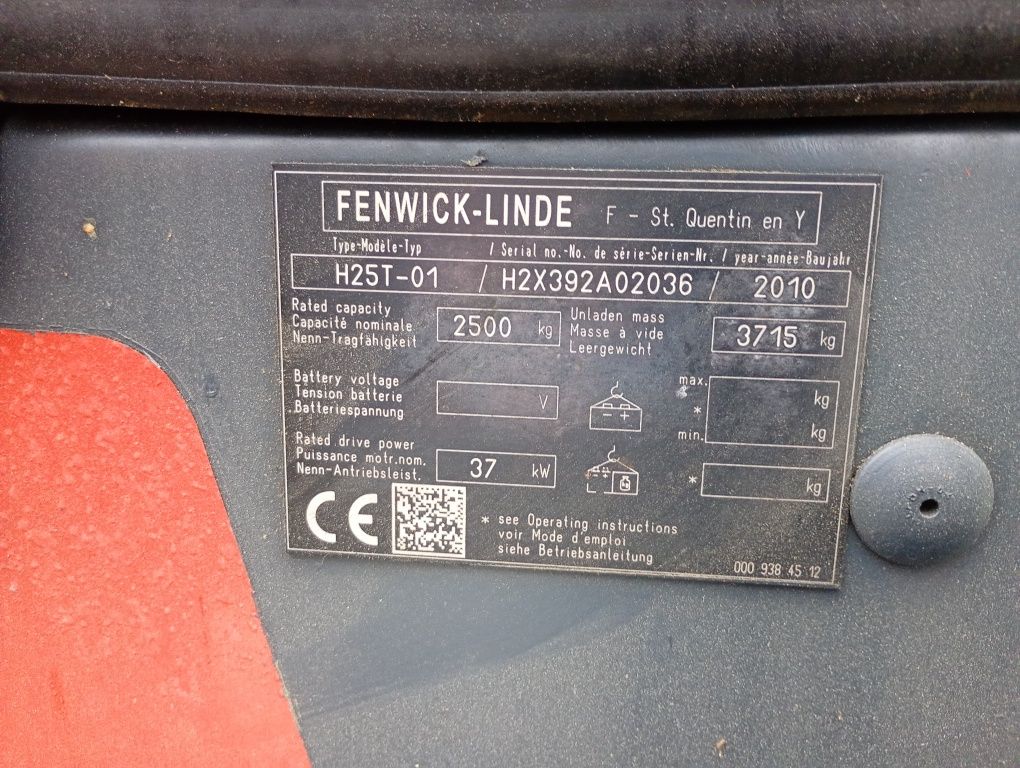 FENWICK-LINDE F - St. Quentin en Y
Type-Modèle-Typ / Serial no.-No. de série-Serien-Nr. / year-année-Baujahr
H25T-01 / H2X392A02036 / 2010
Rated capacity
Capacité nominale
Nenn-Tragfähigkeit
2500 kg
Unladen mass
Masse à vide
Leergewicht
3715 kg
Battery voltage
Tension batterie
Batteriespannung
V
- +
max. kg
*
min. kg
Rated drive power
Puissance motr.nom.
Nenn-Antriebsleist.
37 kW
- +
kg
* kg
CE
* see Operating instructions
voir Mode d'emploi
siehe Betriebsanleitung
000 938 45 12